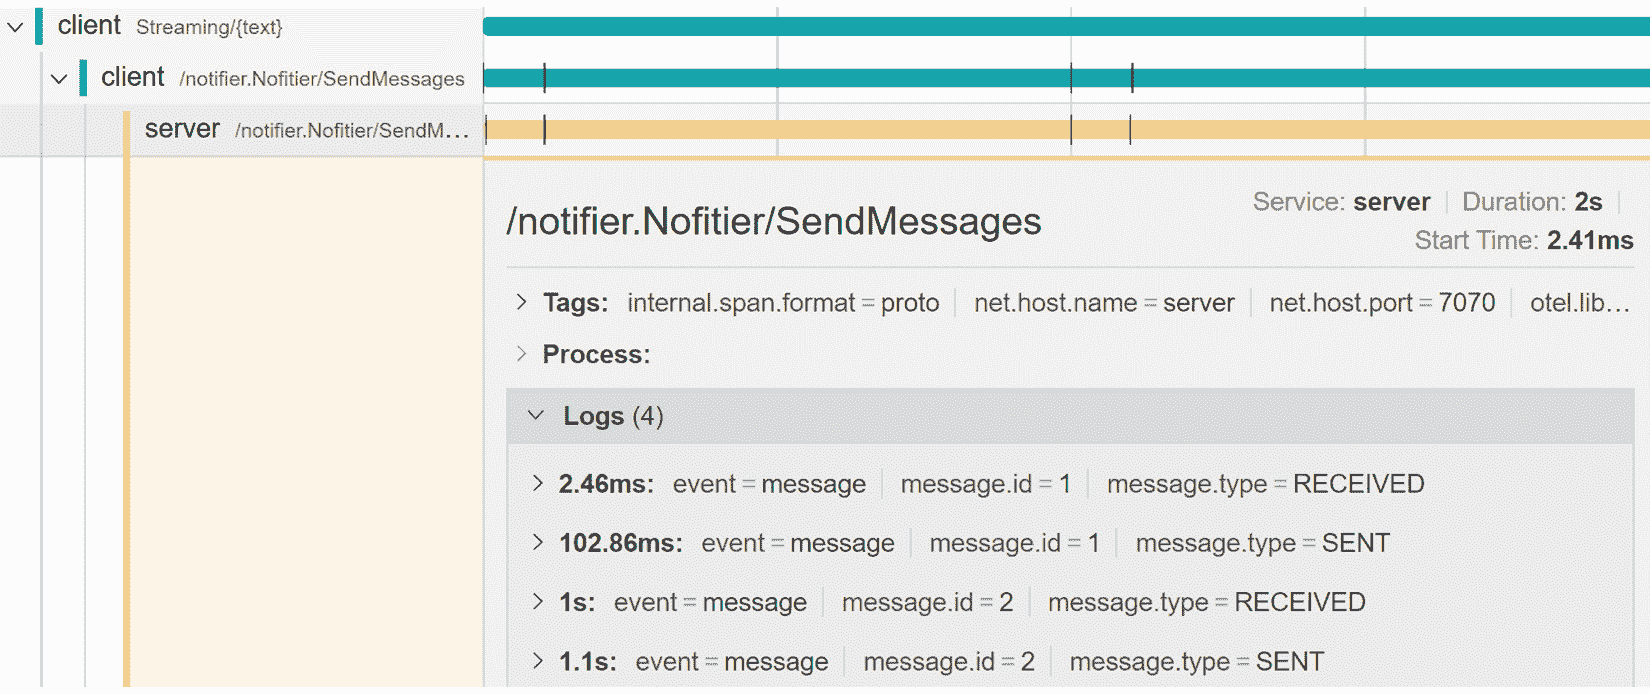 client Streaming/{text}
client /notifier.Nofitier/SendMessages
server /notifier.Nofitier/SendM...
/notifier.Nofitier/SendMessages
Service: server | Duration: 2s |
Start Time: 2.41ms
Tags: internal.span.format = proto | net.host.name = server | net.host.port = 7070 | otel.lib...
Process:
Logs (4)
2.46ms: event = message | message.id = 1 | message.type = RECEIVED
102.86ms: event = message | message.id = 1 | message.type = SENT
1s: event = message | message.id = 2 | message.type = RECEIVED
1.1s: event = message | message.id = 2 | message.type = SENT